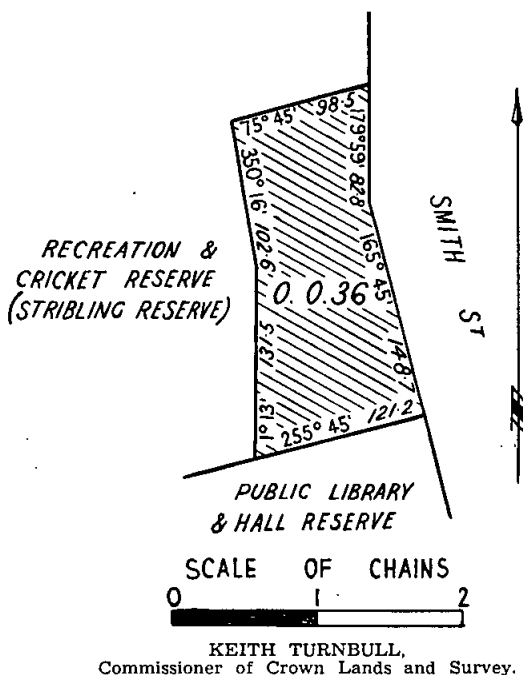 75° 45' 98·5
179° 59' 82·8
350° 16' 102·6
165° 45' 148·7
SMITH ST
RECREATION &
CRICKET RESERVE
(STRIBLING RESERVE)
0. 0. 36
1° 13' 131·5
255° 45' 121·2
PUBLIC LIBRARY
& HALL RESERVE
SCALE OF CHAINS
0 1 2
KEITH TURNBULL,
Commissioner of Crown Lands and Survey.